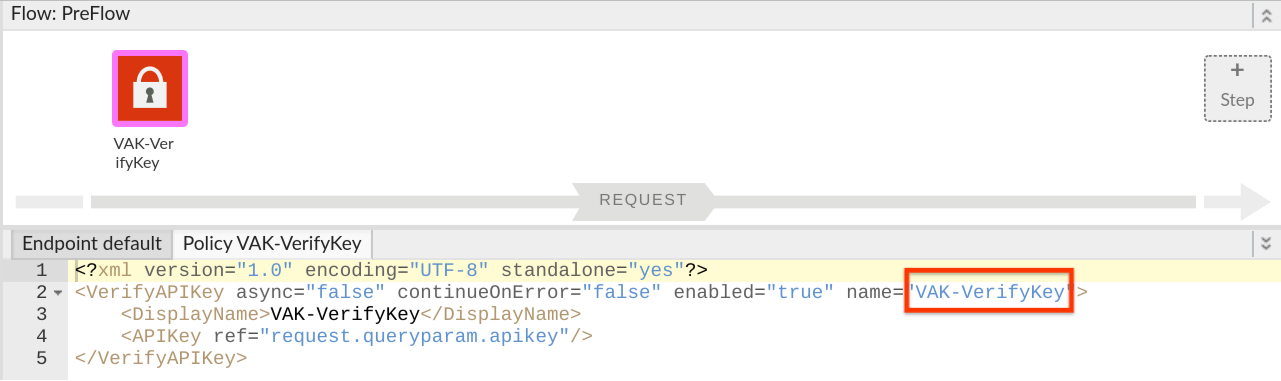 Flow: PreFlow
+
Step
VAK-Ver
ifyKey
REQUEST
Endpoint default Policy VAK-VerifyKey
1 <?xml version="1.0" encoding="UTF-8" standalone="yes"?>
2 <VerifyAPIKey async="false" continueOnError="false" enabled="true" name="VAK-VerifyKey">
3 <DisplayName>VAK-VerifyKey</DisplayName>
4 <APIKey ref="request.queryparam.apikey"/>
5 </VerifyAPIKey>